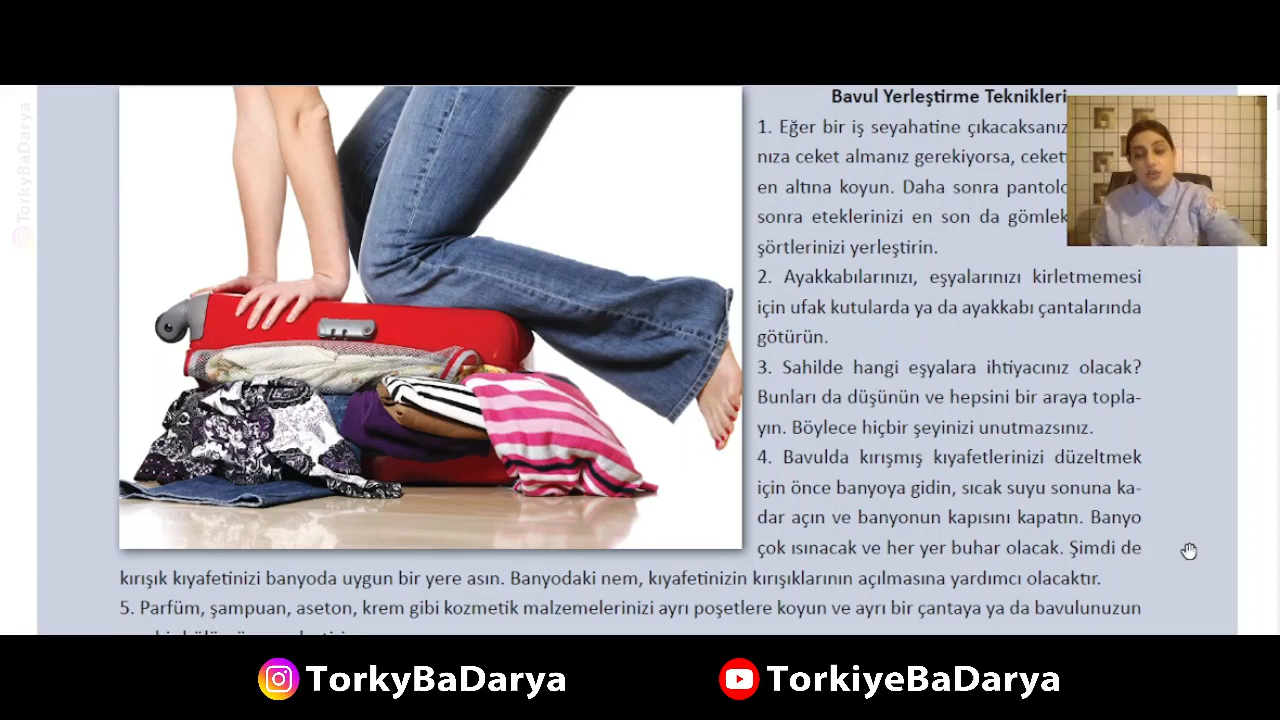 TorkyBaDarya
Bavul Yerleştirme Teknikleri
1. Eğer bir iş seyahatine çıkacaksanız
nıza ceket almanız gerekiyorsa,
en altına koyun. Daha sonra
sonra eteklerinizi en son da
şörtlerinizi yerleştirin.
2. Ayakkabılarınızı, eşyalarınızı kirletmemesi
için ufak kutularda ya da ayakkabı çantalarında
götürün.
3. Sahilde hangi eşyalara ihtiyacınız olacak?
Bunları da düşünün ve hepsini bir araya topla-
yın. Böylece hiçbir şeyinizi unutmazsınız.
4. Bavulda kırışmış kıyafetlerinizi düzeltmek
için önce banyoya gidin, sıcak suyu sonuna ka-
dar açın ve banyonun kapısını kapatın. Banyo
çok ısınacak ve her yer buhar olacak. Şimdi de
kırışık kıyafetinizi banyoda uygun bir yere asın. Banyodaki nem, kıyafetinizin kırışıklarının açılmasına yardımcı olacaktır.
5. Parfüm, şampuan, aseton, krem gibi kozmetik malzemelerinizi ayrı poşetlere koyun ve ayrı bir çantaya ya da bavulunuzun
TorkyBaDarya
TorkiyeBaDarya